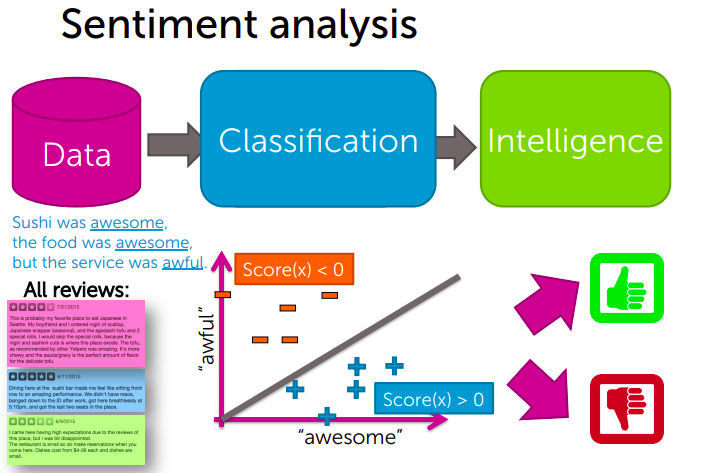 Sentiment analysis
Data
Classification
Intelligence
Sushi was awesome,
the food was awesome,
but the service was awful.
All reviews:
7/21/2015
This is probably my favorite place to eat Japanese in
Seattle. My boyfriend and I ordered nigiri of scallop,
Japanese snapper (seasonal), and the agedashi tofu and 2
special rolls. I would skip the special rolls, because the
nigiri and sashimi cuts is where this place excels. The tofu,
as recommended by other Yelpers was amazing. It's more
chewy and the sauce/gravy is the perfect amount of flavor
for the delicate tofu.
6/11/2015
Dining here at the sushi bar made me feel like sitting front
row to an amazing performance. We didn't have resos,
banged down to the ID after work, got here breathlessly at
5:10pm, and got the last two seats in the place.
6/9/2015
I came here having high expectations due to the reviews of
this place, but i was bit disappointed.
The restaurant is small so do make reservations when you
come here. Dishes cost from $4-26 each and dishes are
small.
Score(x) < 0
"awful"
Score(x) > 0
"awesome"